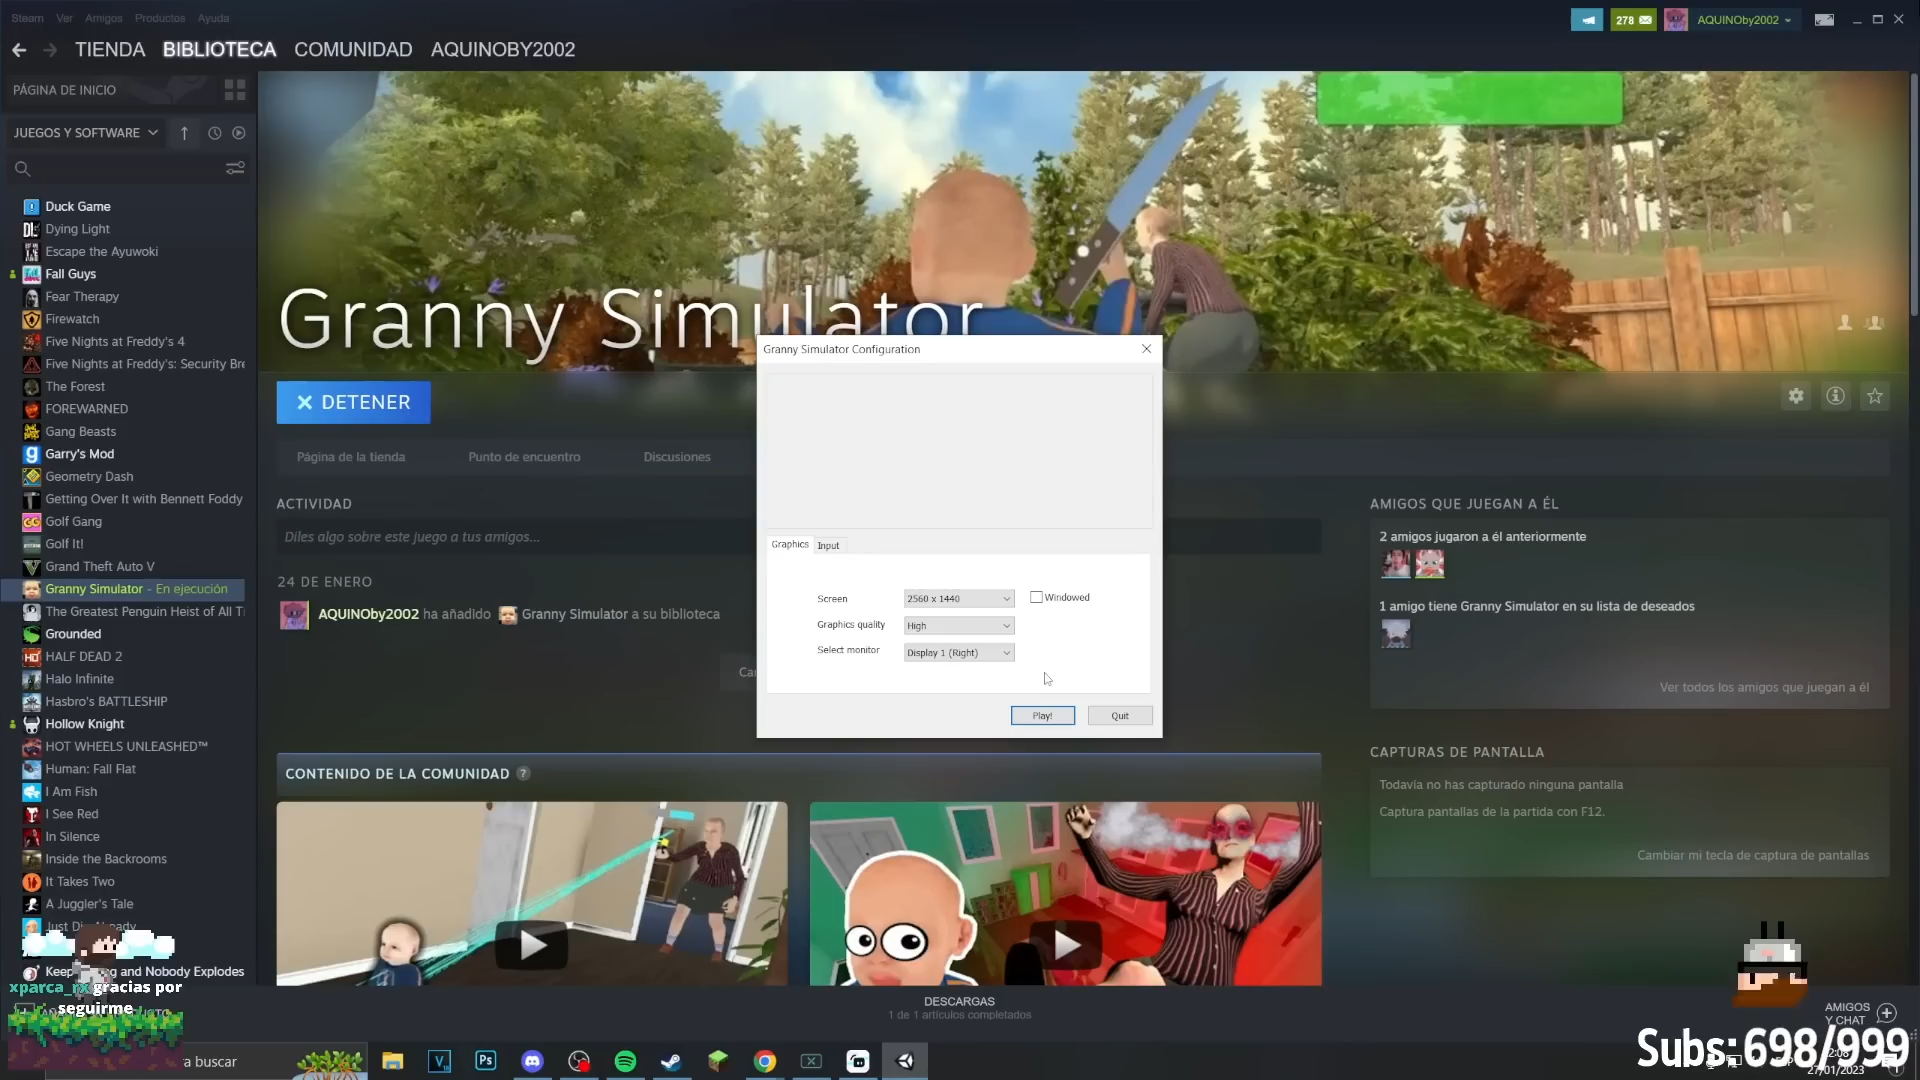 Steam Ver Amigos Productos Ayuda
278
AQUINOby2002
TIENDA BIBLIOTECA COMUNIDAD AQUINOBY2002
PÁGINA DE INICIO
JUEGOS Y SOFTWARE
Duck Game
Dying Light
Escape the Ayuwoki
Fall Guys
Fear Therapy
Firewatch
Five Nights at Freddy's 4
Five Nights at Freddy's: Security Bre
The Forest
FOREWARNED
Gang Beasts
Garry's Mod
Geometry Dash
Getting Over It with Bennett Foddy
Golf Gang
Golf It!
Grand Theft Auto V
Granny Simulator - En ejecución
The Greatest Penguin Heist of All T
Grounded
HALF DEAD 2
Halo Infinite
Hasbro's BATTLESHIP
Hollow Knight
HOT WHEELS UNLEASHED™
Human: Fall Flat
I Am Fish
I See Red
In Silence
Inside the Backrooms
It Takes Two
A Juggler's Tale
Just Di
Keep
and Nobody Explodes
xparca_rx gracias por
seguirme
ra buscar
Granny Simulator
DETENER
Página de la tienda Punto de encuentro Discusiones
ACTIVIDAD
Diles algo sobre este juego a tus amigos...
24 DE ENERO
AQUINOby2002 ha añadido Granny Simulator a su biblioteca
Car
CONTENIDO DE LA COMUNIDAD ?
Granny Simulator Configuration
Graphics Input
Screen 2560 x 1440 Windowed
Graphics quality High
Select monitor Display 1 (Right)
Play! Quit
AMIGOS QUE JUEGAN A ÉL
2 amigos jugaron a él anteriormente
1 amigo tiene Granny Simulator en su lista de deseados
Ver todos los amigos que juegan a él
CAPTURAS DE PANTALLA
Todavía no has capturado ninguna pantalla
Captura pantallas de la partida con F12.
Cambiar mi tecla de captura de pantallas
DESCARGAS
1 de 1 artículos completados
AMIGOS
Y CHAT
Subs: 698/999
27/01/2023